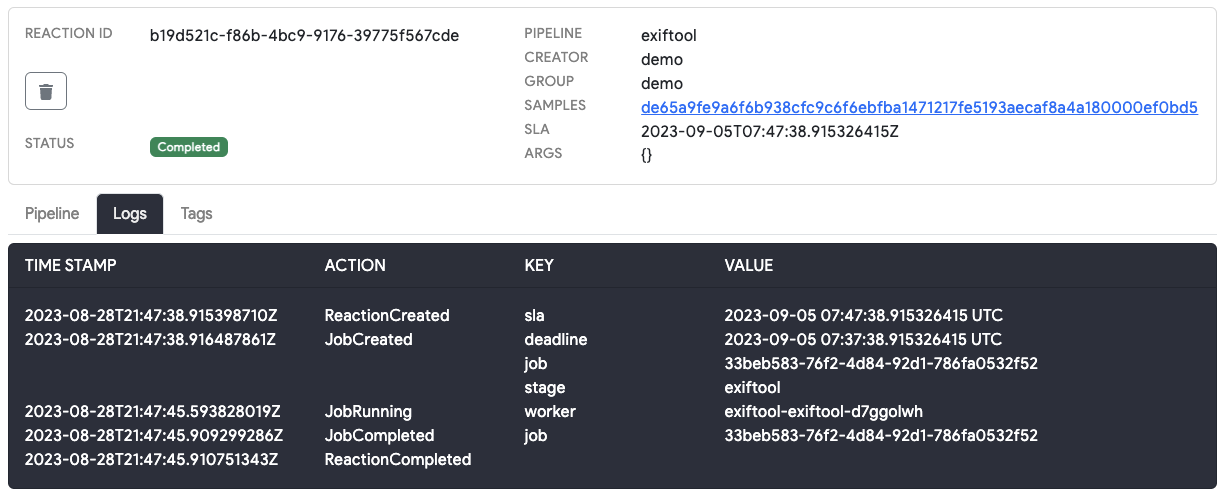 REACTION ID b19d521c-f86b-4bc9-9176-39775f567cde
STATUS Completed
PIPELINE exiftool
CREATOR demo
GROUP demo
SAMPLES de65a9fe9a6f6b938cfc9c6f6ebfba1471217fe5193aecaf8a4a180000ef0bd5
SLA 2023-09-05T07:47:38.915326415Z
ARGS {}
Pipeline Logs Tags
TIME STAMP ACTION KEY VALUE
2023-08-28T21:47:38.915398710Z ReactionCreated sla 2023-09-05 07:47:38.915326415 UTC
2023-08-28T21:47:38.916487861Z JobCreated deadline 2023-09-05 07:37:38.915326415 UTC
job 33beb583-76f2-4d84-92d1-786fa0532f52
stage exiftool
2023-08-28T21:47:45.593828019Z JobRunning worker exiftool-exiftool-d7ggolwh
2023-08-28T21:47:45.909299286Z JobCompleted job 33beb583-76f2-4d84-92d1-786fa0532f52
2023-08-28T21:47:45.910751343Z ReactionCompleted